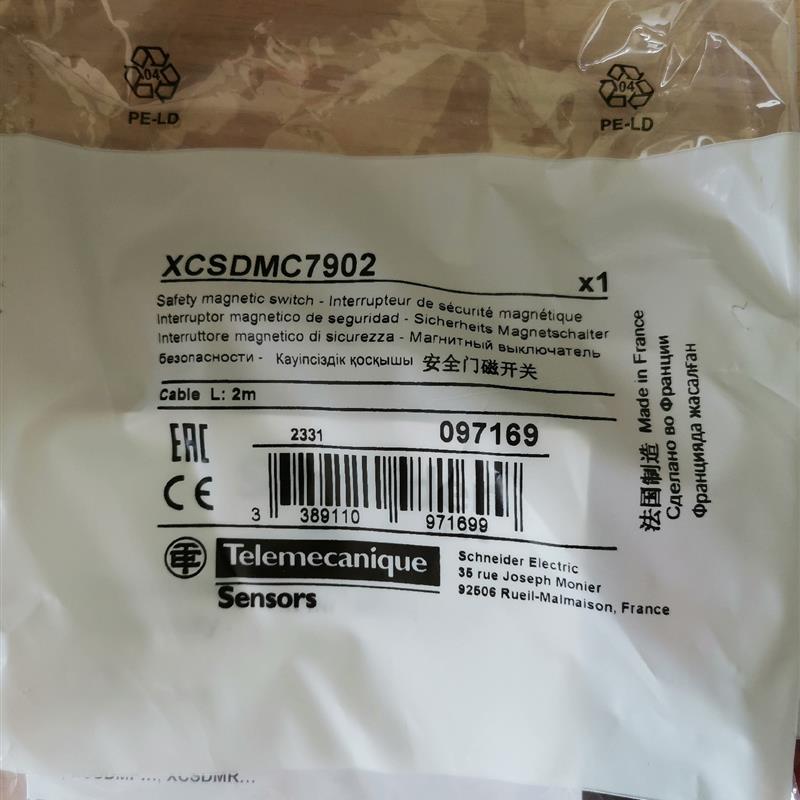 04
PE-LD
04
PE-LD
XCSDMC7902
x1
Safety magnetic switch - Interrupteur de sécurité magnétique
Interruptor magnetico de seguridad - Sicherheits Magnetschalter
Interruttore magnetico di sicurezza - Магнитный выключатель
безопасности - Кауіпсіздік қосқышы 安全门磁开关
Cable L: 2m
EAC
2331
097169
CE
3 389110 971699
Telemecanique
Sensors
Schneider Electric
35 rue Joseph Monier
92506 Rueil-Malmaison, France
法国制造 Made in France
Сделано во Франции
Францияда жасалған
XCSDMR...